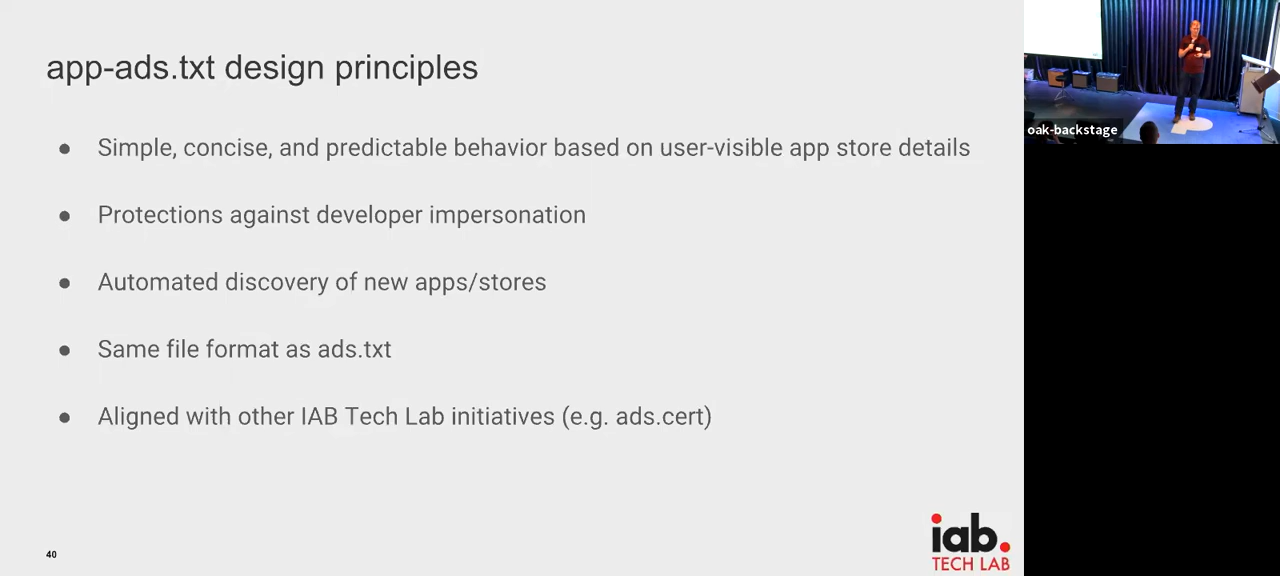 app-ads.txt design principles
● Simple, concise, and predictable behavior based on user-visible app store details
● Protections against developer impersonation
● Automated discovery of new apps/stores
● Same file format as ads.txt
● Aligned with other IAB Tech Lab initiatives (e.g. ads.cert)
40
iab.
TECH LAB
oak-backstage